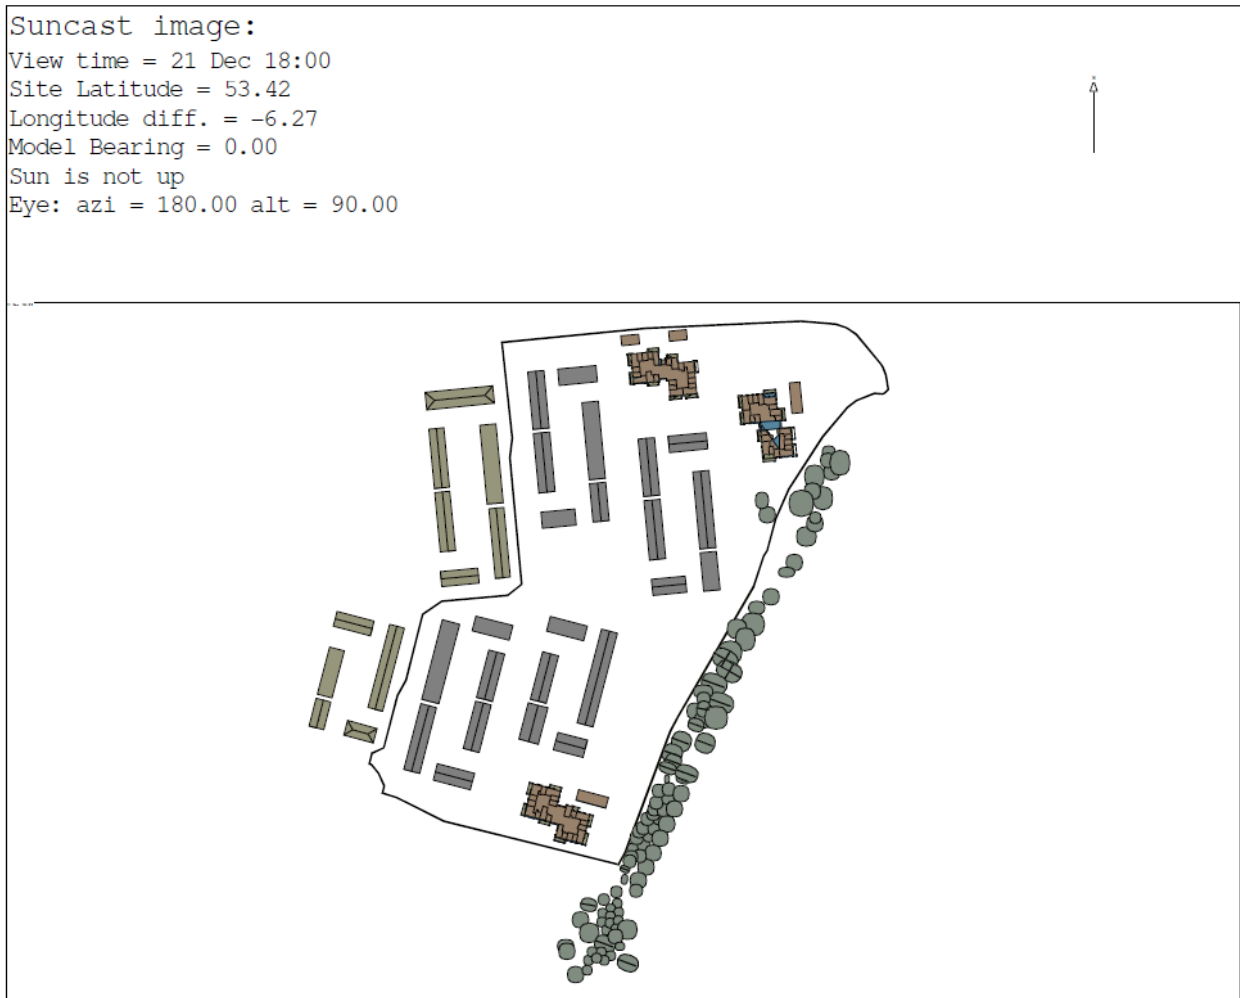 Suncast image:
View time = 21 Dec 18:00
Site Latitude = 53.42
Longitude diff. = -6.27
Model Bearing = 0.00
Sun is not up
Eye: azi = 180.00 alt = 90.00